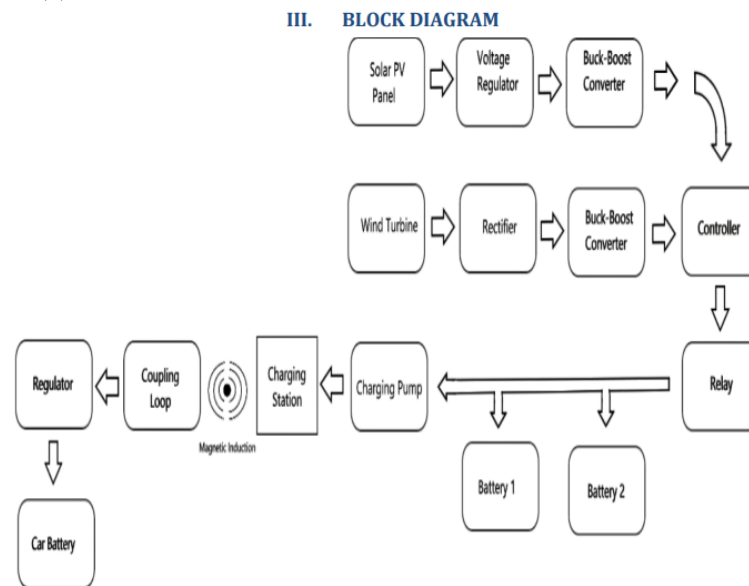 III. BLOCK DIAGRAM
Solar PV
Panel
Voltage
Regulator
Buck-Boost
Converter
Wind Turbine
Rectifier
Buck-Boost
Converter
Controller
Regulator
Coupling
Loop
Magnetic Induction
Charging
Station
Charging Pump
Relay
Battery 1
Battery 2
Car Battery